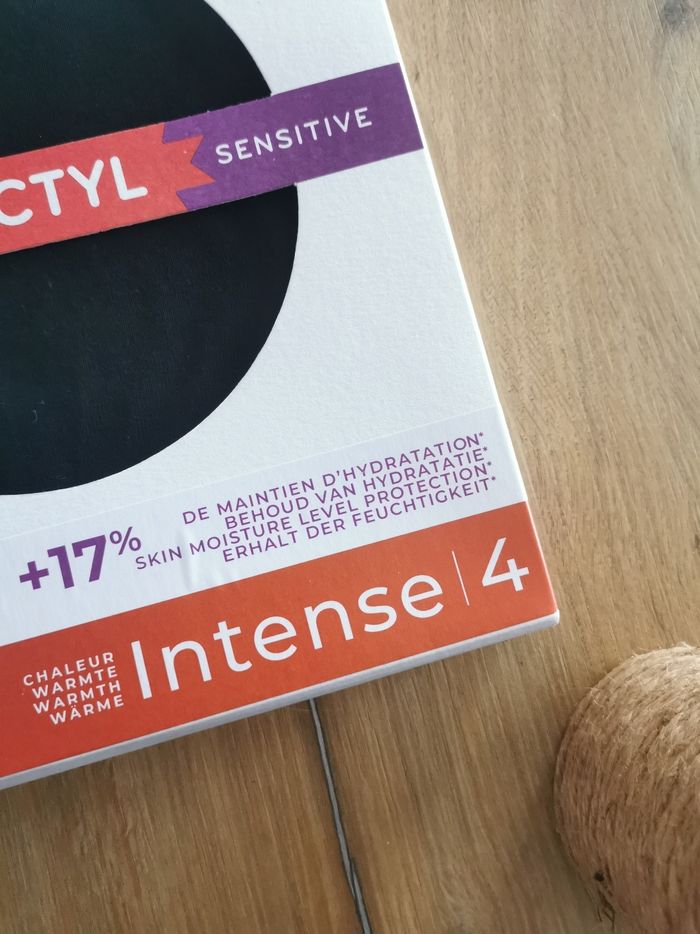 CTYL
SENSITIVE
+17%
DE MAINTIEN D'HYDRATATION*
BEHOUD VAN HYDRATATIE*
SKIN MOISTURE LEVEL PROTECTION*
ERHALT DER FEUCHTIGKEIT*
CHALEUR
WARMTE
WARMTH
WÄRME
Intense | 4